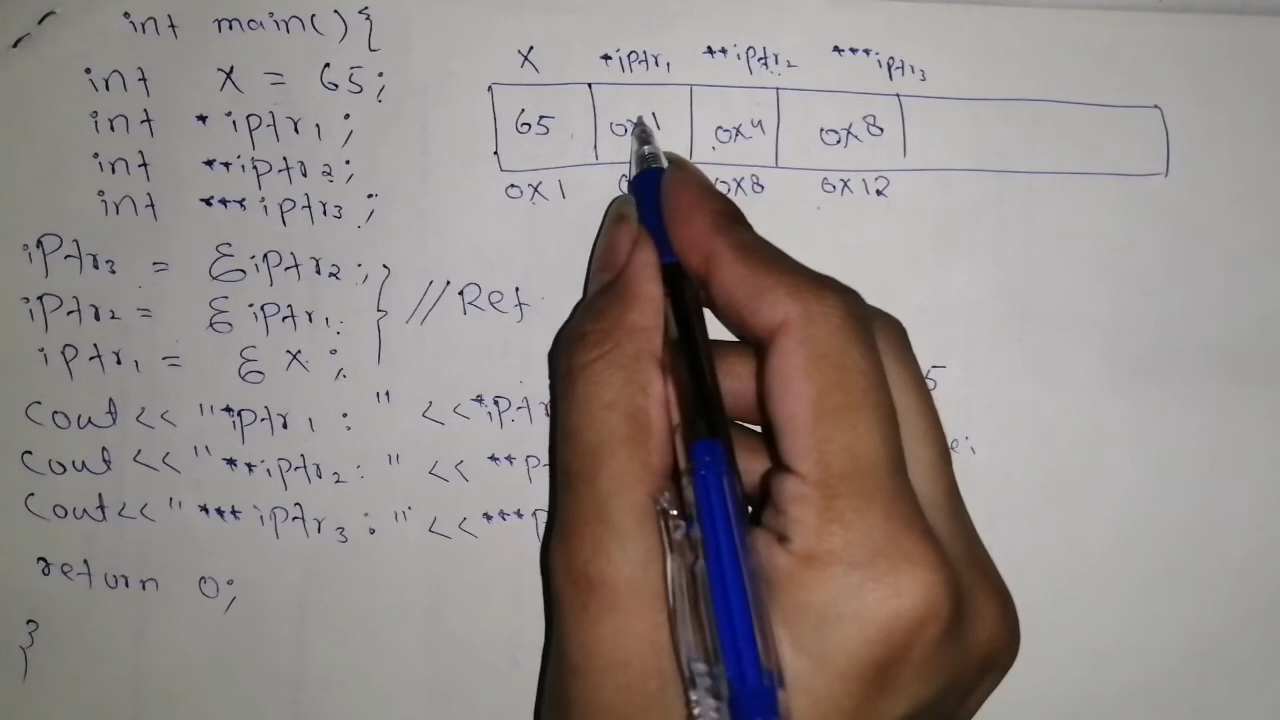 int main(){
int x = 65;
int *iptr1;
int **iptr2;
int ***iptr3;
iptr3 = &iptr2;
iptr2 = &iptr1;
iptr1 = &x;
} // Ref
cout<< "*iptr1 : " <<*iptr
cout<<"**iptr2: " << **p
cout<<"***iptr3 : " <<***p
return 0;
}
x *iptr1 **iptr2 ***iptr3
65 0x1 0x4 0x8
0x1 0x8 0x12
5